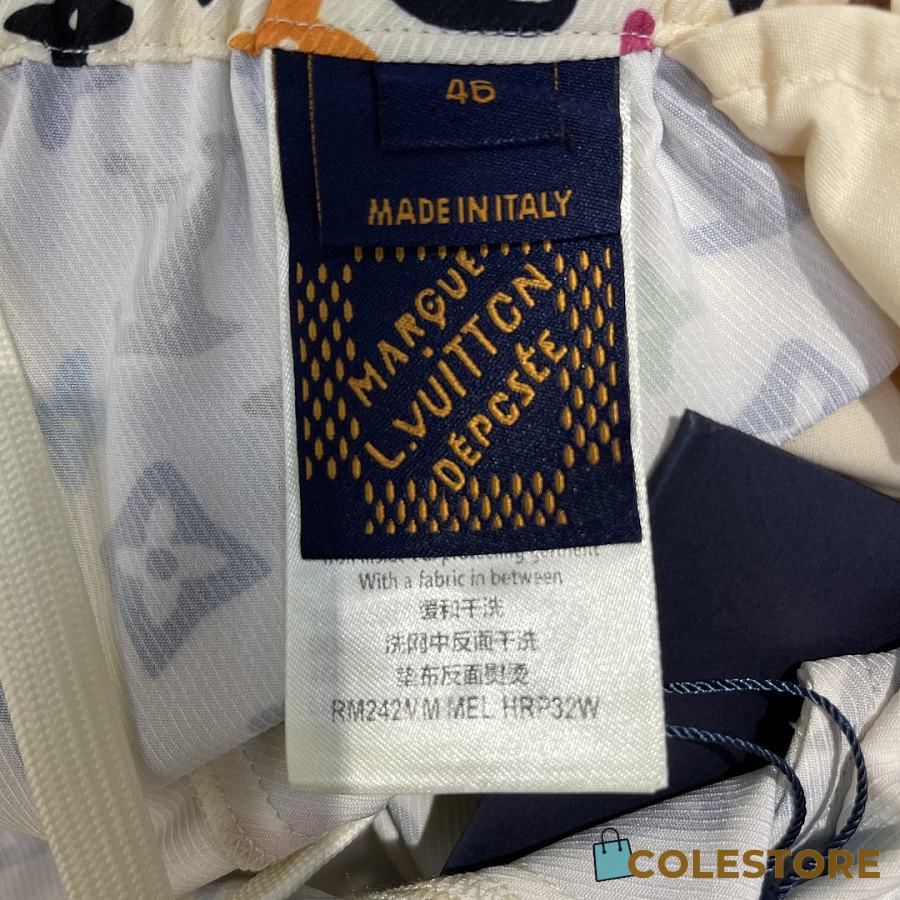 46
MADE IN ITALY
MARQUE
L.VUITTON
DÉPOSÉE
With a fabric in between
缓和干洗
洗网中反面干洗
垫布反面熨烫
RM242VM MEL HRP32W
COLESTORE